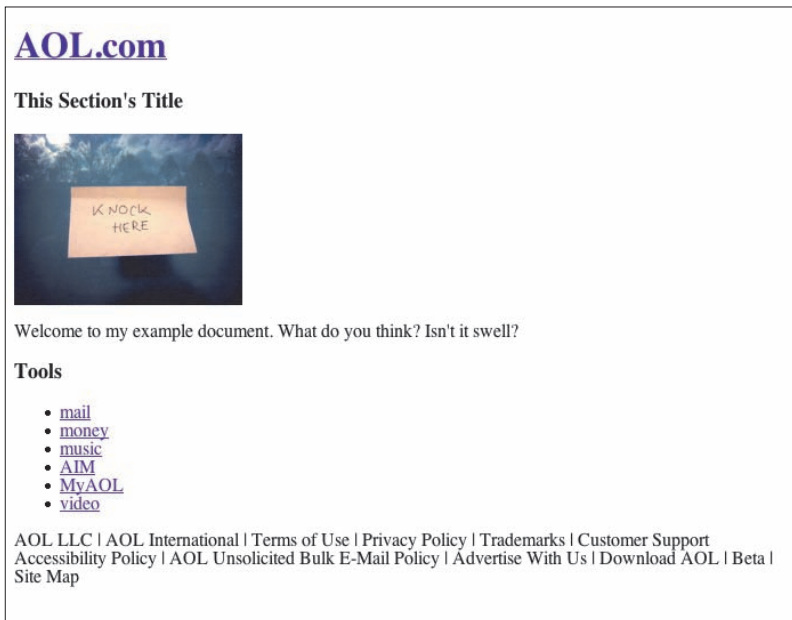 AOL.com
This Section's Title
KNOCK
HERE
Welcome to my example document. What do you think? Isn't it swell?
Tools
• mail
• money
• music
• AIM
• MyAOL
• video
AOL LLC | AOL International | Terms of Use | Privacy Policy | Trademarks | Customer Support
Accessibility Policy | AOL Unsolicited Bulk E-Mail Policy | Advertise With Us | Download AOL | Beta |
Site Map